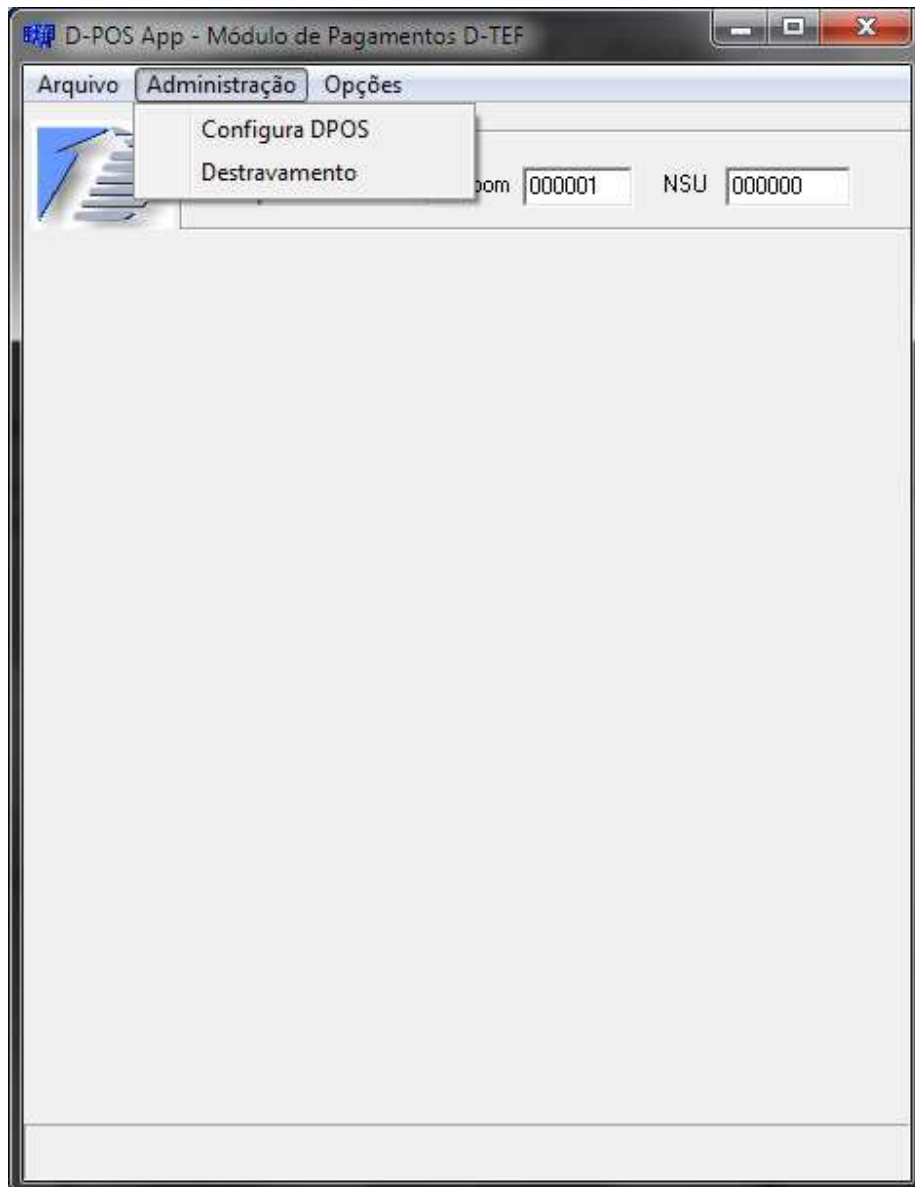 D-POS App - Módulo de Pagamentos D-TEF
Arquivo Administração Opções
Configura DPOS
Destravamento
000001 NSU 000000